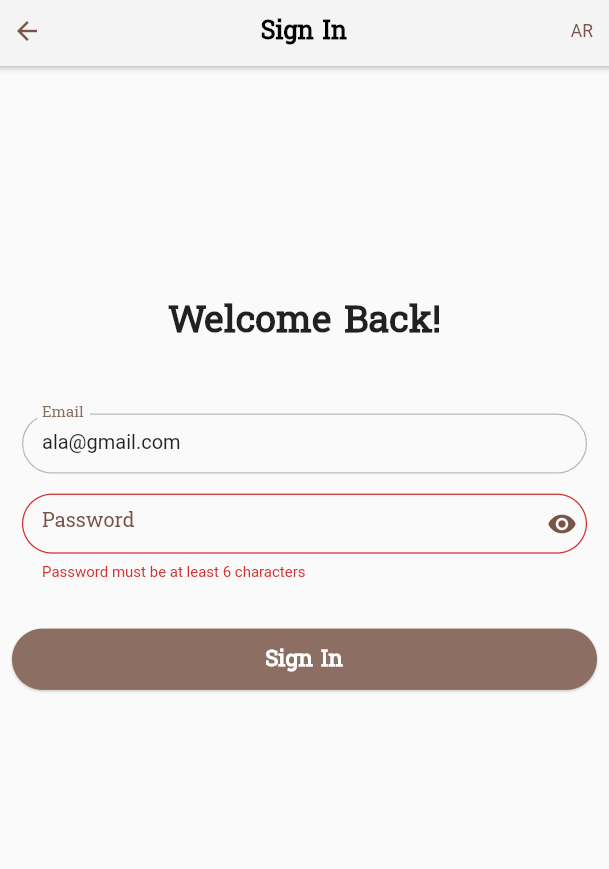 Sign In
AR
Welcome Back!
Email
ala@gmail.com
Password
Password must be at least 6 characters
Sign In